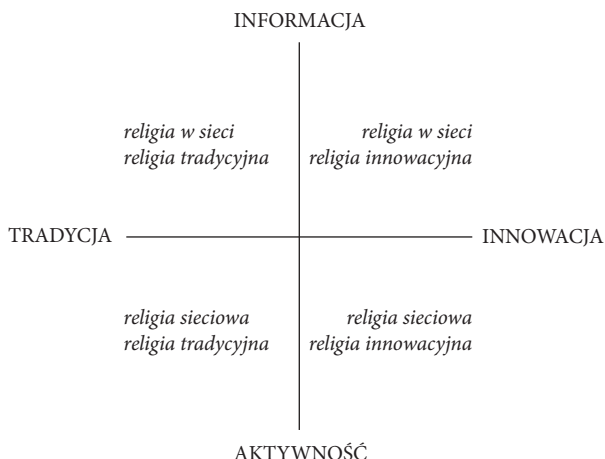 INFORMACJA
religia w sieci
religia tradycyjna
religia w sieci
religia innowacyjna
TRADYCJA
INNOWACJA
religia sieciowa
religia tradycyjna
religia sieciowa
religia innowacyjna
AKTYWNOŚĆ